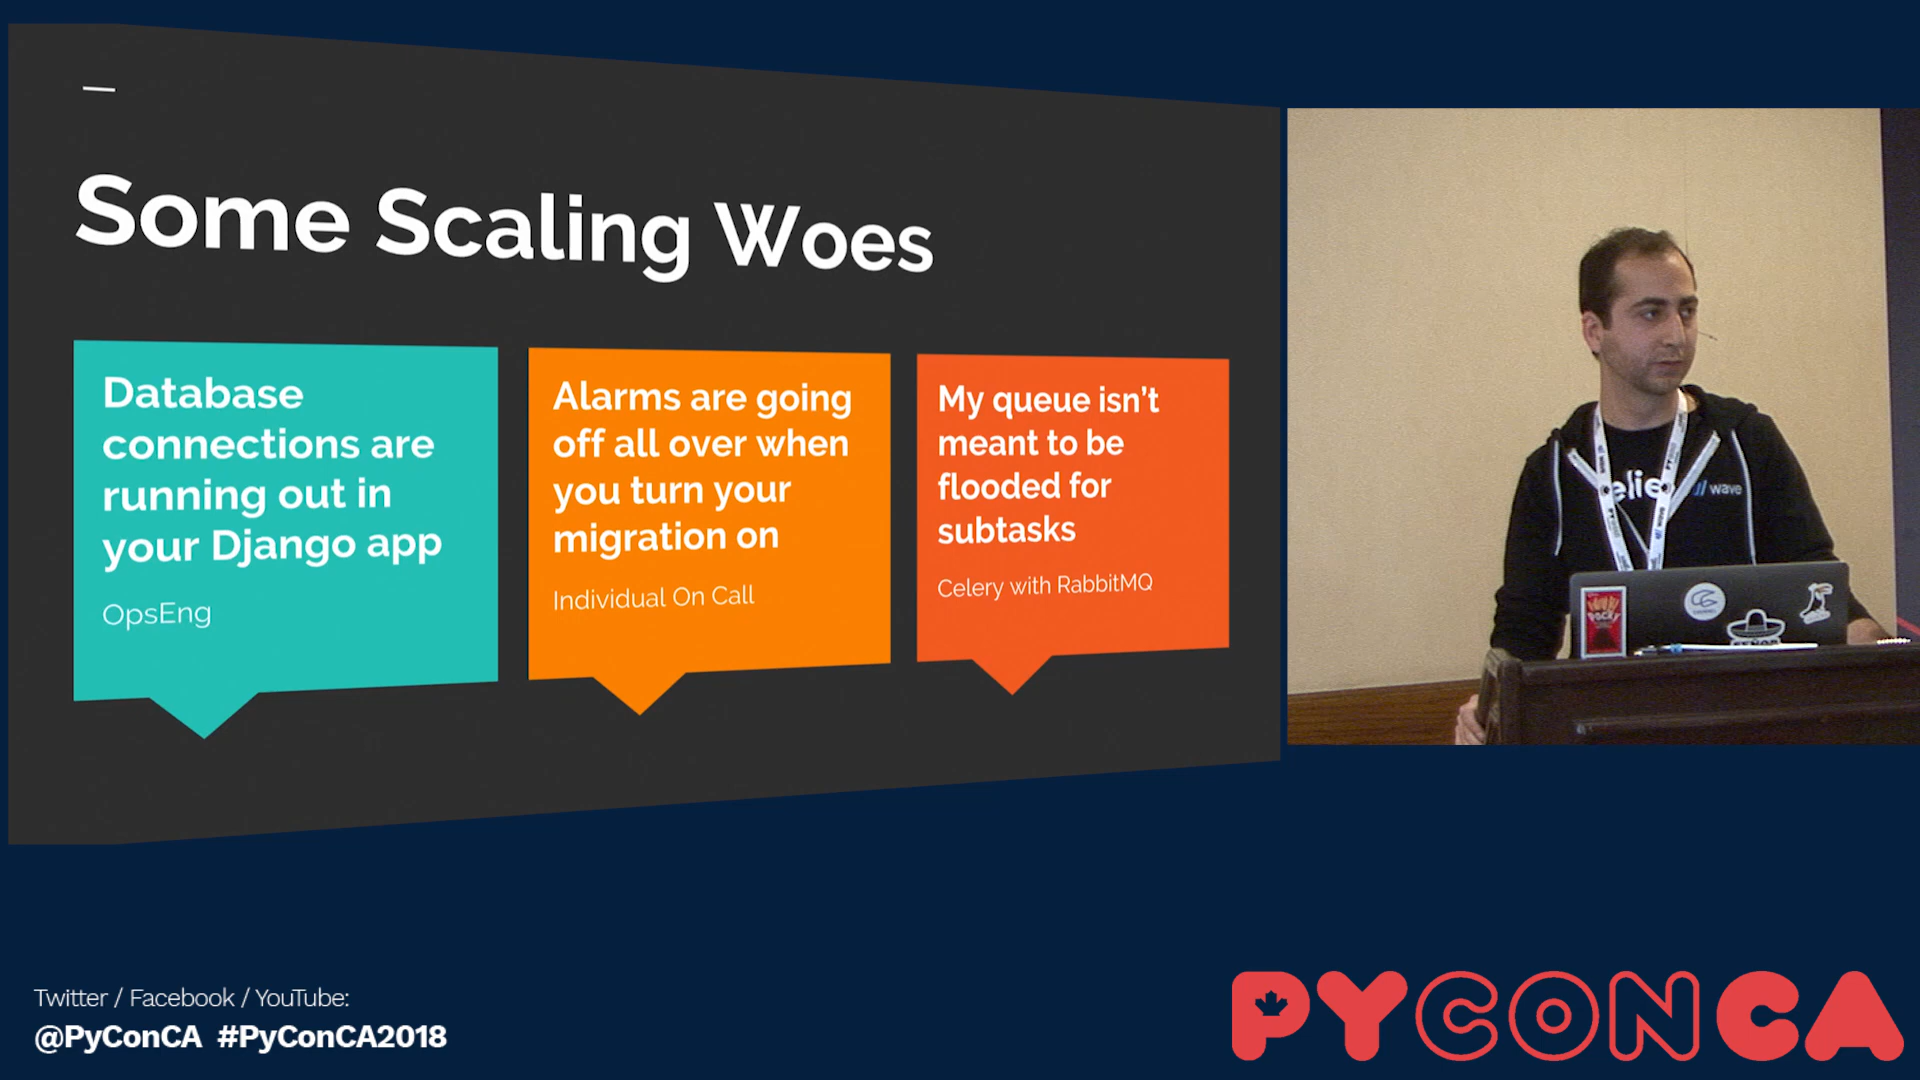 Some Scaling Woes
Database
connections are
running out in
your Django app
OpsEng
Alarms are going
off all over when
you turn your
migration on
Individual On Call
My queue isn't
meant to be
flooded for
subtasks
Celery with RabbitMQ
wave
POCKY
Twitter / Facebook / YouTube:
@PyConCA #PyConCA2018
PYCONCA